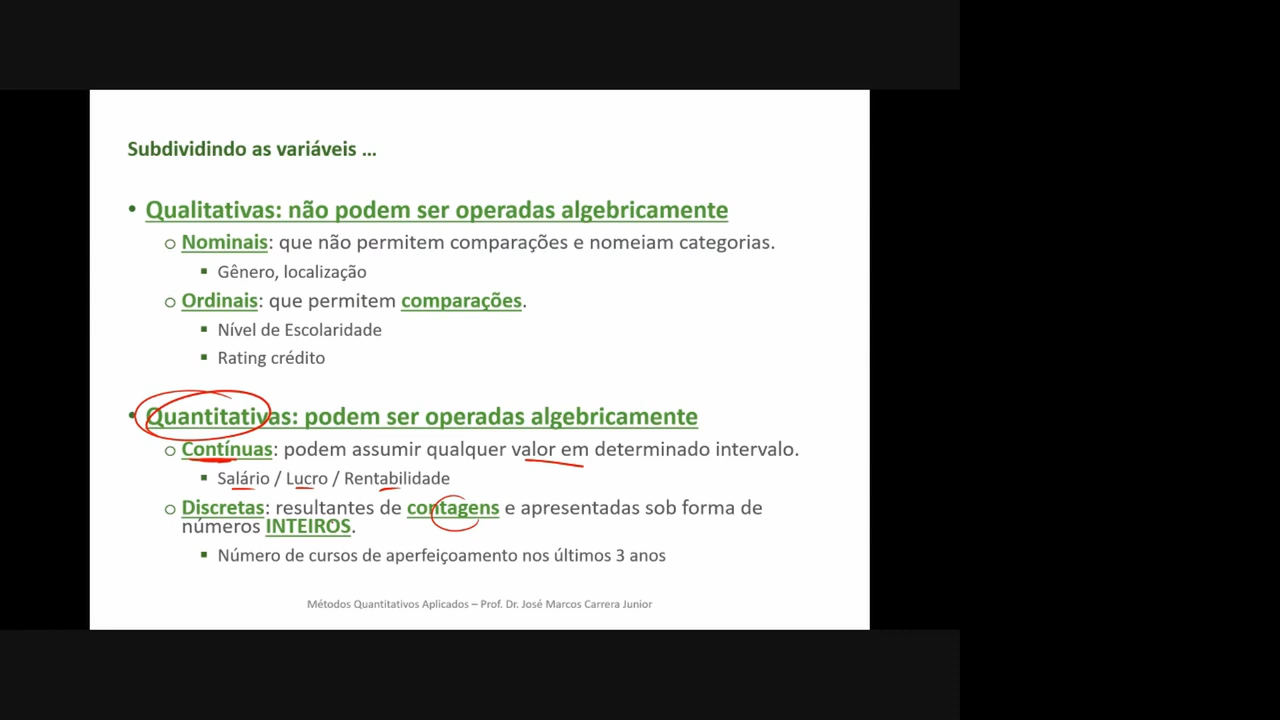 Subdividindo as variáveis ...
• Qualitativas: não podem ser operadas algebricamente
o Nominais: que não permitem comparações e nomeiam categorias.
▪ Gênero, localização
o Ordinais: que permitem comparações.
▪ Nível de Escolaridade
▪ Rating crédito
• Quantitativas: podem ser operadas algebricamente
o Contínuas: podem assumir qualquer valor em determinado intervalo.
▪ Salário / Lucro / Rentabilidade
o Discretas: resultantes de contagens e apresentadas sob forma de
números INTEIROS.
▪ Número de cursos de aperfeiçoamento nos últimos 3 anos
Métodos Quantitativos Aplicados – Prof. Dr. José Marcos Carrera Junior